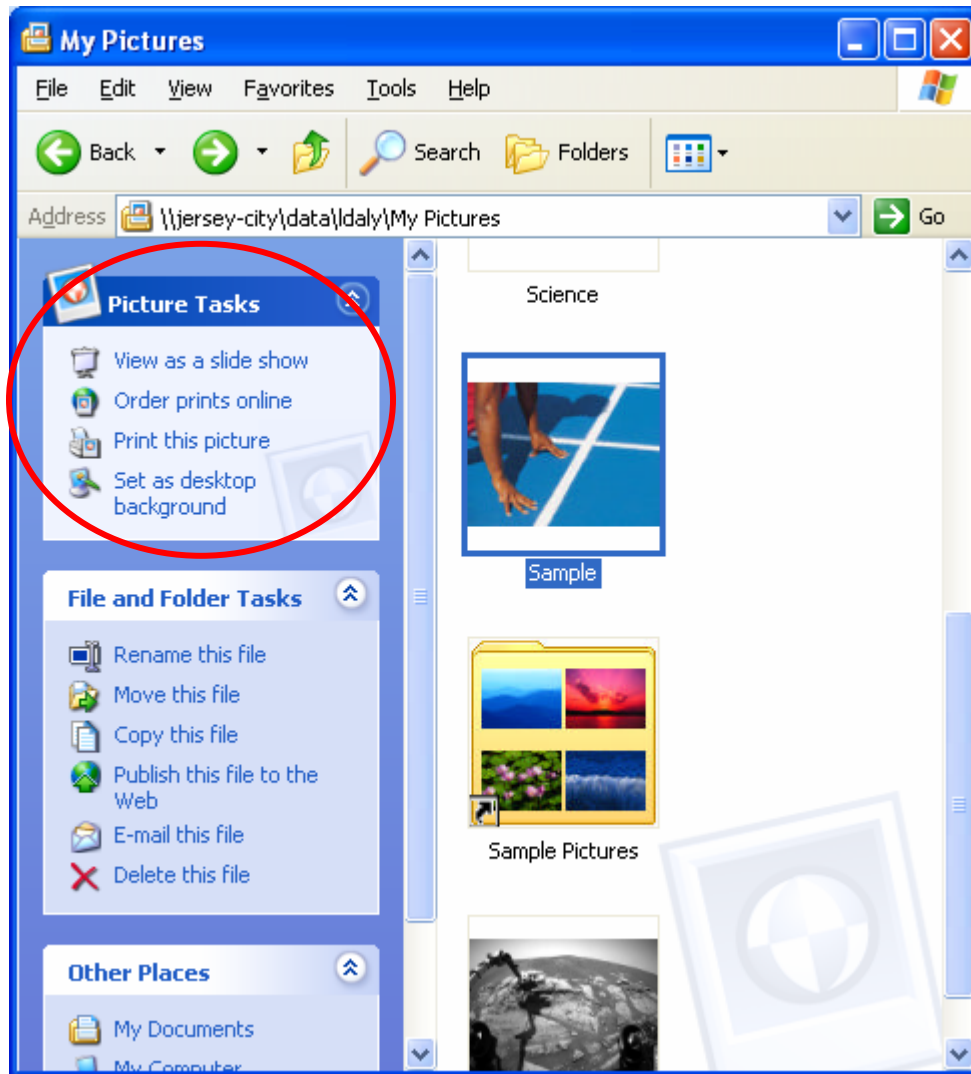 My Pictures
File Edit View Favorites Tools Help
Back Search Folders
Address \\jersey-city\data\ldaly\My Pictures Go
Picture Tasks
View as a slide show
Order prints online
Print this picture
Set as desktop
background
File and Folder Tasks
Rename this file
Move this file
Copy this file
Publish this file to the
Web
E-mail this file
Delete this file
Other Places
My Documents
My Computer
Science
Sample
Sample Pictures